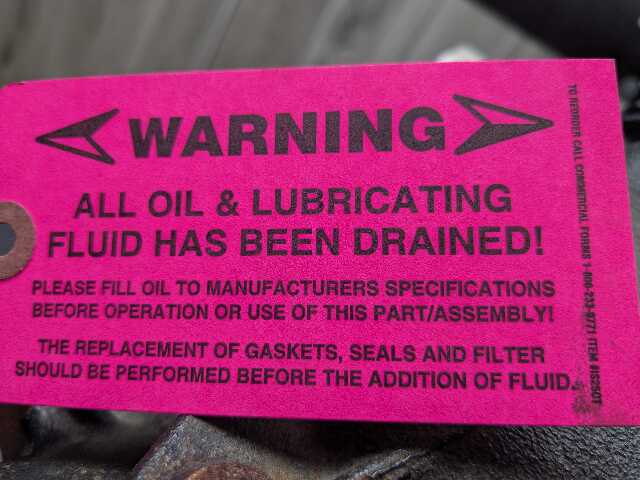 WARNING
ALL OIL & LUBRICATING
FLUID HAS BEEN DRAINED!
PLEASE FILL OIL TO MANUFACTURERS SPECIFICATIONS
BEFORE OPERATION OR USE OF THIS PART/ASSEMBLY!
THE REPLACEMENT OF GASKETS, SEALS AND FILTER
SHOULD BE PERFORMED BEFORE THE ADDITION OF FLUID.
TO REORDER CALL COMMERCIAL FORMS ITEM